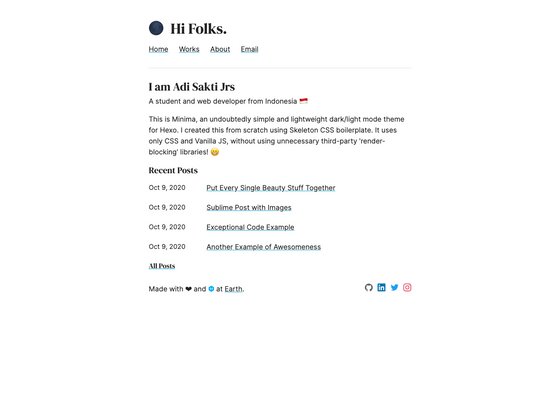 Hi Folks.
Home Works About Email
I am Adi Sakti Jrs
A student and web developer from Indonesia 🇮🇩
This is Minima, an undoubtedly simple and lightweight dark/light mode theme
for Hexo. I created this from scratch using Skeleton CSS boilerplate. It uses
only CSS and Vanilla JS, without using unnecessary third-party 'render-
blocking' libraries! 😄
Recent Posts
Oct 9, 2020 Put Every Single Beauty Stuff Together
Oct 9, 2020 Sublime Post with Images
Oct 9, 2020 Exceptional Code Example
Oct 9, 2020 Another Example of Awesomeness
All Posts
Made with ❤ and 🌐 at Earth.